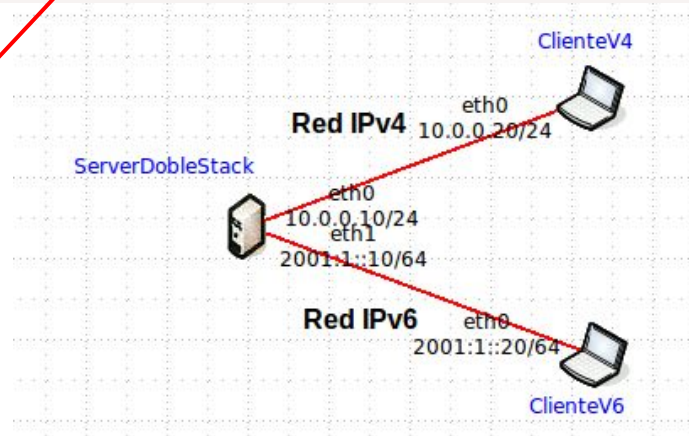 ClienteV4
eth0
Red IPv4
10.0.0.20/24
ServerDobleStack
eth0
10.0.0.10/24
eth1
2001:1::10/64
Red IPv6
eth0
2001:1::20/64
ClienteV6